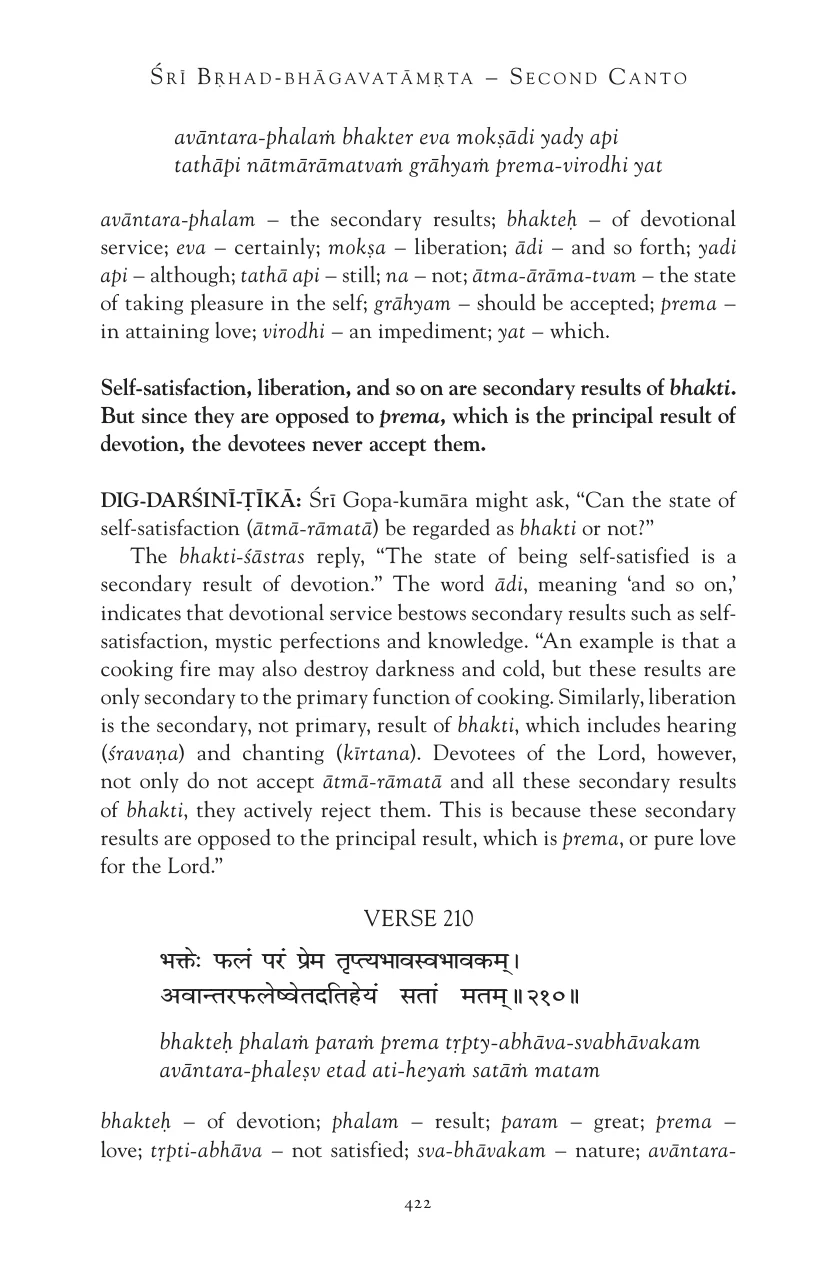 ŚRĪ BṚHAD-BHĀGAVATĀMṚTA – SECOND CANTO
avāntara-phalaṁ bhakter eva mokṣādi yady api
tathāpi nātmārāmatvaṁ grāhyaṁ prema-virodhi yat
avāntara-phalam – the secondary results; bhakteḥ – of devotional
service; eva – certainly; mokṣa – liberation; ādi – and so forth; yadi
api – although; tathā api – still; na – not; ātma-ārāma-tvam – the state
of taking pleasure in the self; grāhyam – should be accepted; prema –
in attaining love; virodhi – an impediment; yat – which.
Self-satisfaction, liberation, and so on are secondary results of bhakti.
But since they are opposed to prema, which is the principal result of
devotion, the devotees never accept them.
DIG-DARŚINĪ-ṬĪKĀ: Śrī Gopa-kumāra might ask, “Can the state of
self-satisfaction (ātmā-rāmatā) be regarded as bhakti or not?”
The bhakti-śāstras reply, “The state of being self-satisfied is a
secondary result of devotion.” The word ādi, meaning ‘and so on,’
indicates that devotional service bestows secondary results such as self-
satisfaction, mystic perfections and knowledge. “An example is that a
cooking fire may also destroy darkness and cold, but these results are
only secondary to the primary function of cooking. Similarly, liberation
is the secondary, not primary, result of bhakti, which includes hearing
(śravaṇa) and chanting (kīrtana). Devotees of the Lord, however,
not only do not accept ātmā-rāmatā and all these secondary results
of bhakti, they actively reject them. This is because these secondary
results are opposed to the principal result, which is prema, or pure love
for the Lord.”
VERSE 210
भक्तेः फलं परं प्रेम तृप्त्यभावस्वभावकम्।
अवान्तरफलेष्वेतदतिहेयं सतां मतम्॥२१०॥
bhakteḥ phalaṁ paraṁ prema tṛpty-abhāva-svabhāvakam
avāntara-phaleṣv etad ati-heyaṁ satāṁ matam
bhakteḥ – of devotion; phalam – result; param – great; prema –
love; tṛpti-abhāva – not satisfied; sva-bhāvakam – nature; avāntara-
422